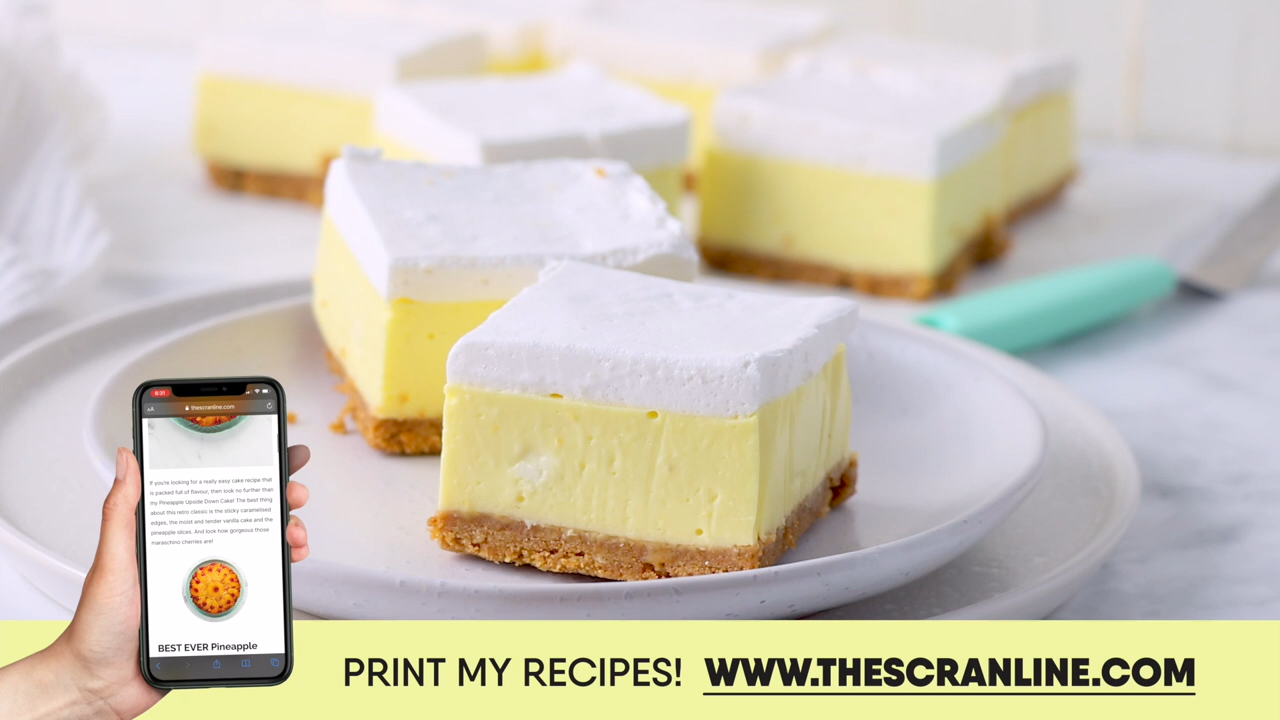 6:31
AA
thescranline.com
If you're looking for a really easy cake recipe that
is packed full of flavour, then look no further than
my Pineapple Upside Down Cake! The best thing
about this retro classic is the sticky caramelised
edges, the moist and tender vanilla cake and the
pineapple slices. And look how gorgeous those
maraschino cherries are!
BEST EVER Pineapple
PRINT MY RECIPES! WWW.THESCRANLINE.COM